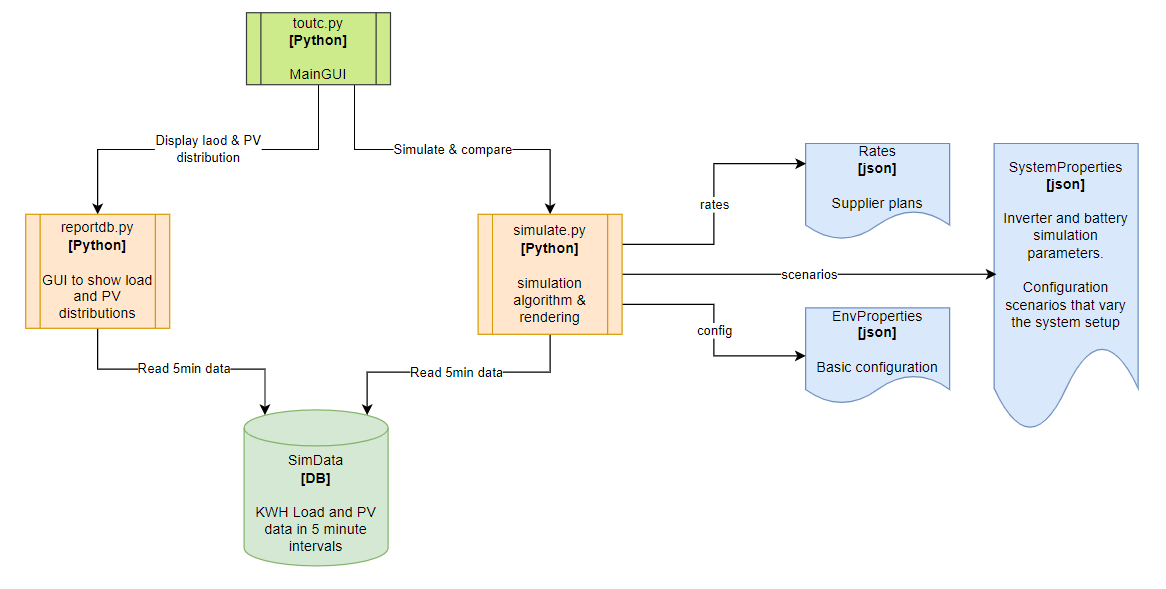 toutc.py
[Python]
MainGUI
Display laod & PV
distribution
Simulate & compare
reportdb.py
[Python]
GUI to show load
and PV
distributions
simulate.py
[Python]
simulation
algorithm &
rendering
rates
scenarios
config
Rates
[json]
Supplier plans
SystemProperties
[json]
Inverter and battery
simulation
parameters.
Configuration
scenarios that vary
the system setup
EnvProperties
[json]
Basic configuration
Read 5min data
Read 5min data
SimData
[DB]
KWH Load and PV
data in 5 minute
intervals